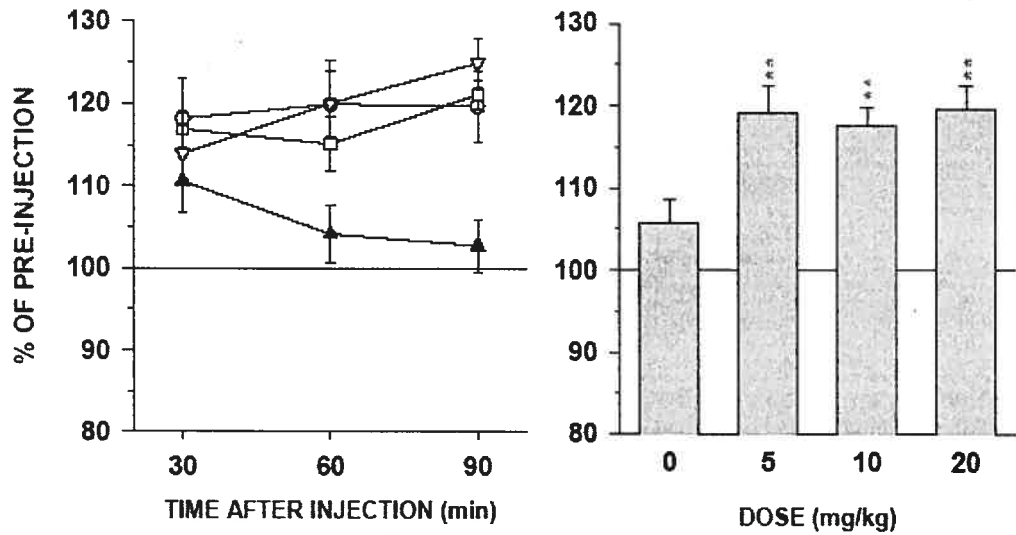 % OF PRE-INJECTION
130
120
110
100
90
80
30 60 90
TIME AFTER INJECTION (min)
130
120
110
100
90
80
** ** **
0 5 10 20
DOSE (mg/kg)